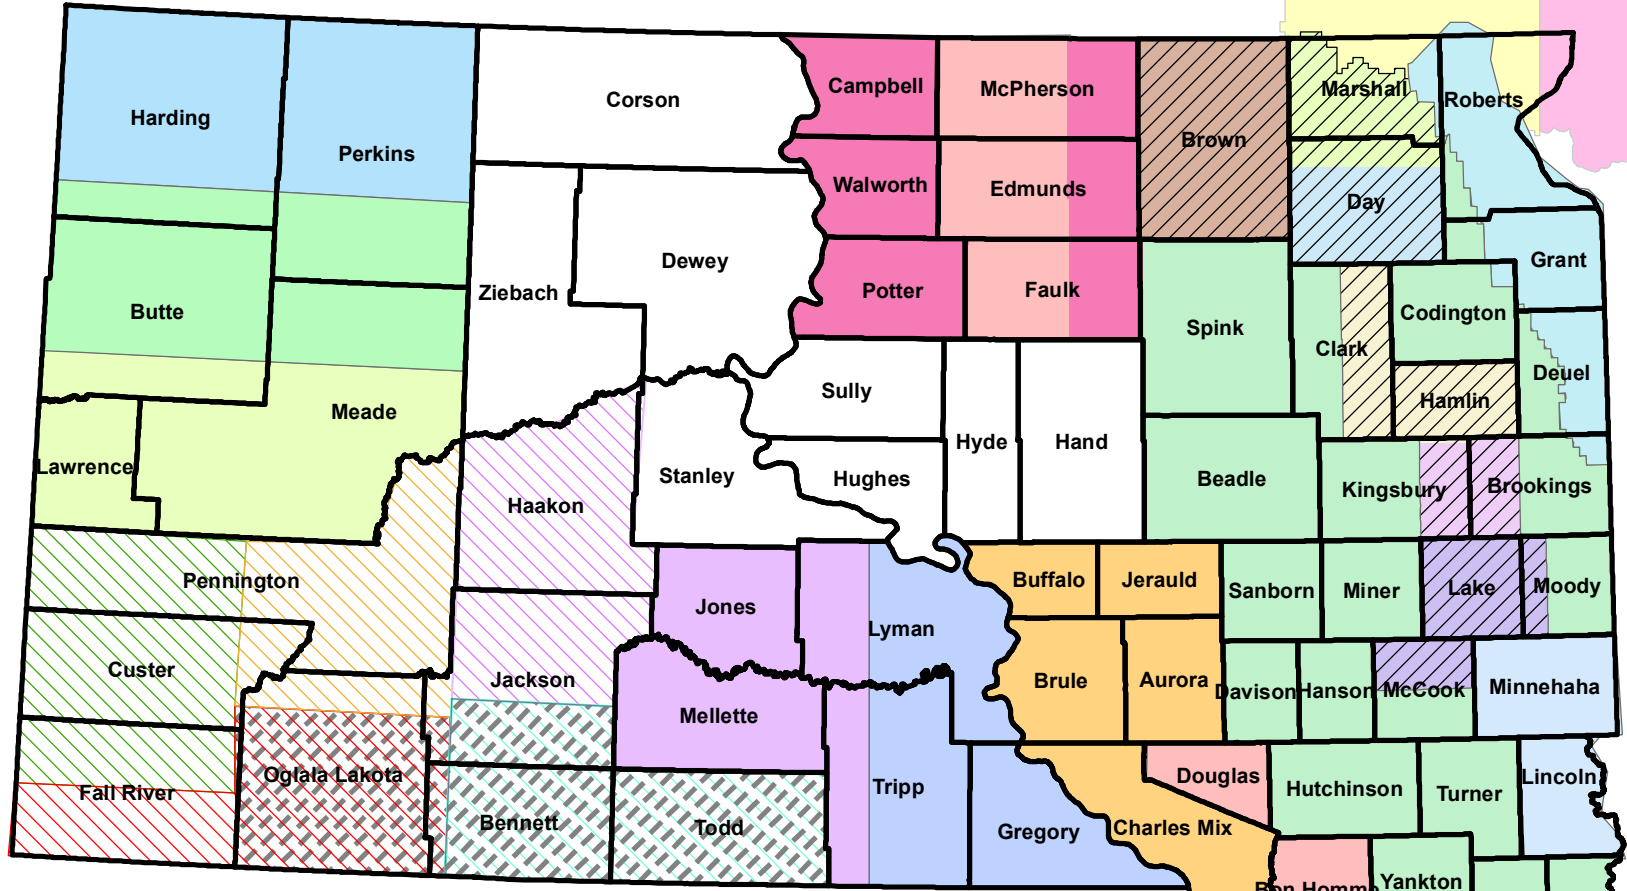 Harding
Perkins
Corson
Campbell
McPherson
Brown
Marshall
Roberts
Walworth
Edmunds
Day
Dewey
Ziebach
Potter
Faulk
Grant
Butte
Spink
Codington
Clark
Deuel
Meade
Sully
Hamlin
Lawrence
Stanley
Hughes
Hyde
Hand
Beadle
Kingsbury
Brookings
Haakon
Pennington
Jones
Buffalo
Jerauld
Sanborn
Miner
Lake
Moody
Lyman
Custer
Jackson
Brule
Aurora
Davison
Hanson
McCook
Minnehaha
Mellette
Fall River
Oglala Lakota
Bennett
Todd
Tripp
Gregory
Douglas
Charles Mix
Hutchinson
Turner
Lincoln
Bon Homme
Yankton